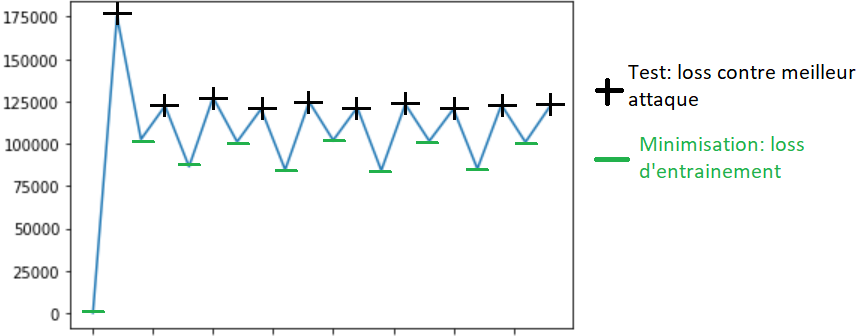 175000
150000
125000
100000
75000
50000
25000
0
Test: loss contre meilleur
attaque
Minimisation: loss
d'entrainement